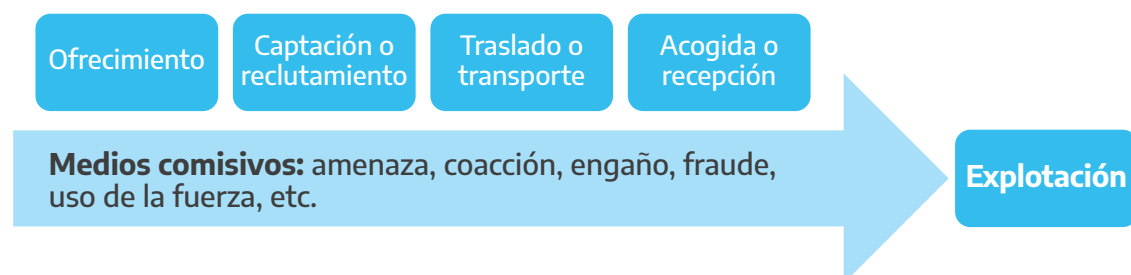 Ofrecimiento
Captación o
reclutamiento
Traslado o
transporte
Acogida o
recepción
Medios comisivos: amenaza, coacción, engaño, fraude,
uso de la fuerza, etc.
Explotación